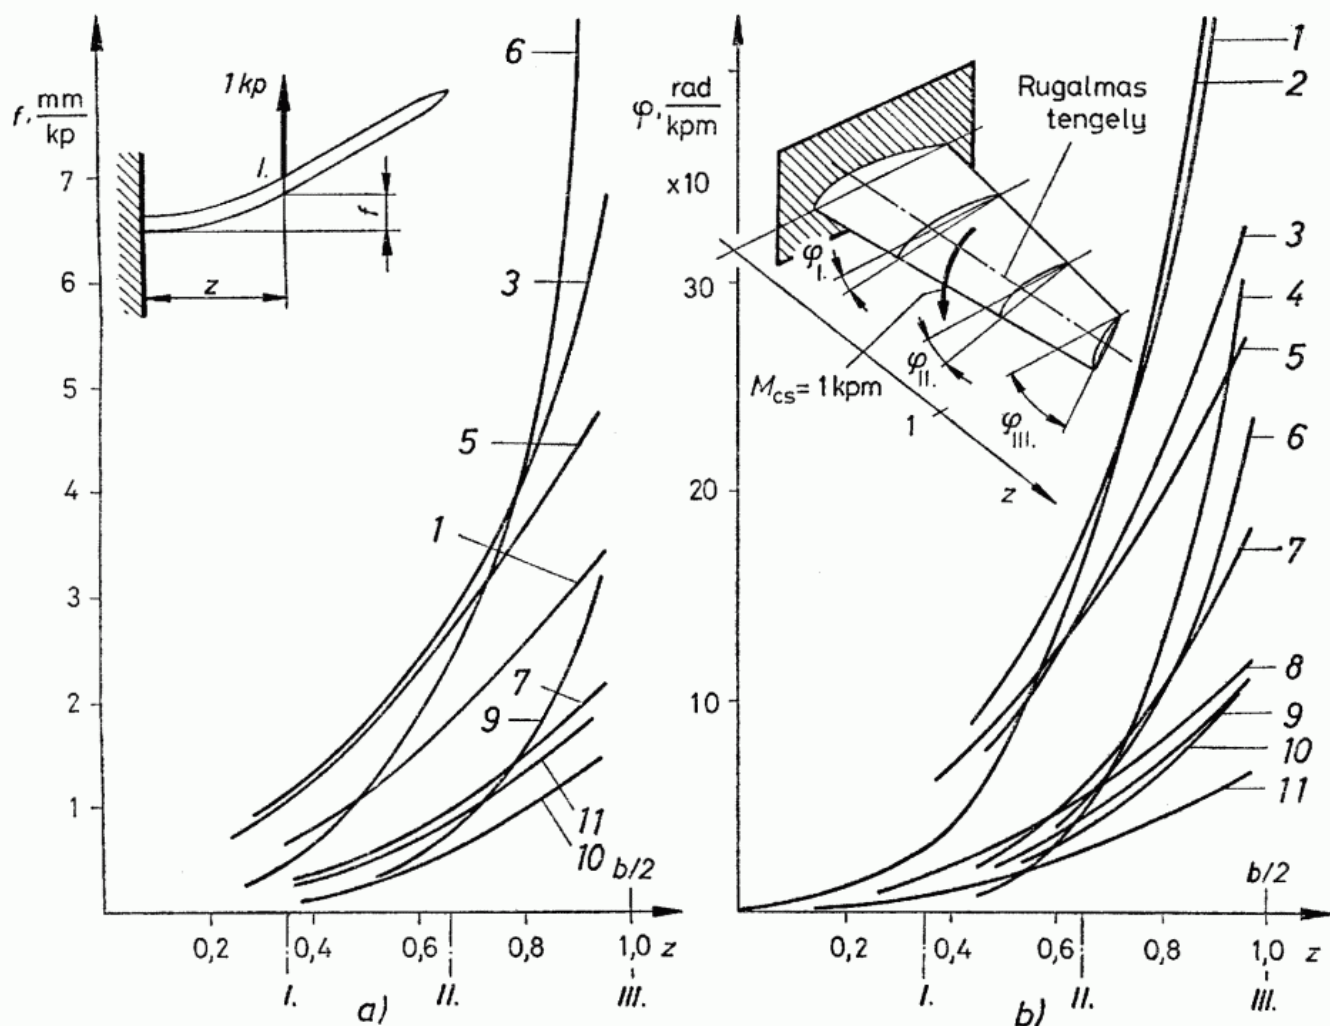 f, mm/kp
1 kp
l.
f
z
7
6
5
4
3
2
1
6
3
5
1
7
9
11
10
b/2
0,2 0,4 0,6 0,8 1,0 z
I. II. III.
a)
φ, rad/kpm
x10
Rugalmas
tengely
φI.
φII.
φIII.
Mcs= 1 kpm
1
z
30
20
10
1
2
3
4
5
6
7
8
9
10
11
b/2
0,2 0,4 0,6 0,8 1,0 z
I. II. III.
b)